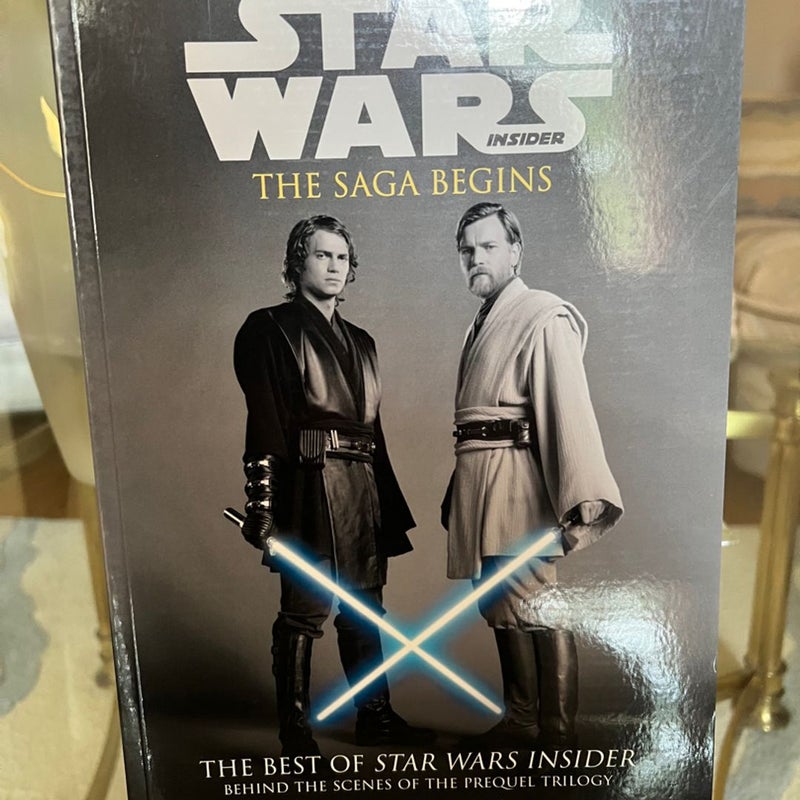 STAR
WARS
INSIDER
THE SAGA BEGINS
THE BEST OF STAR WARS INSIDER
BEHIND THE SCENES OF THE PREQUEL TRILOGY